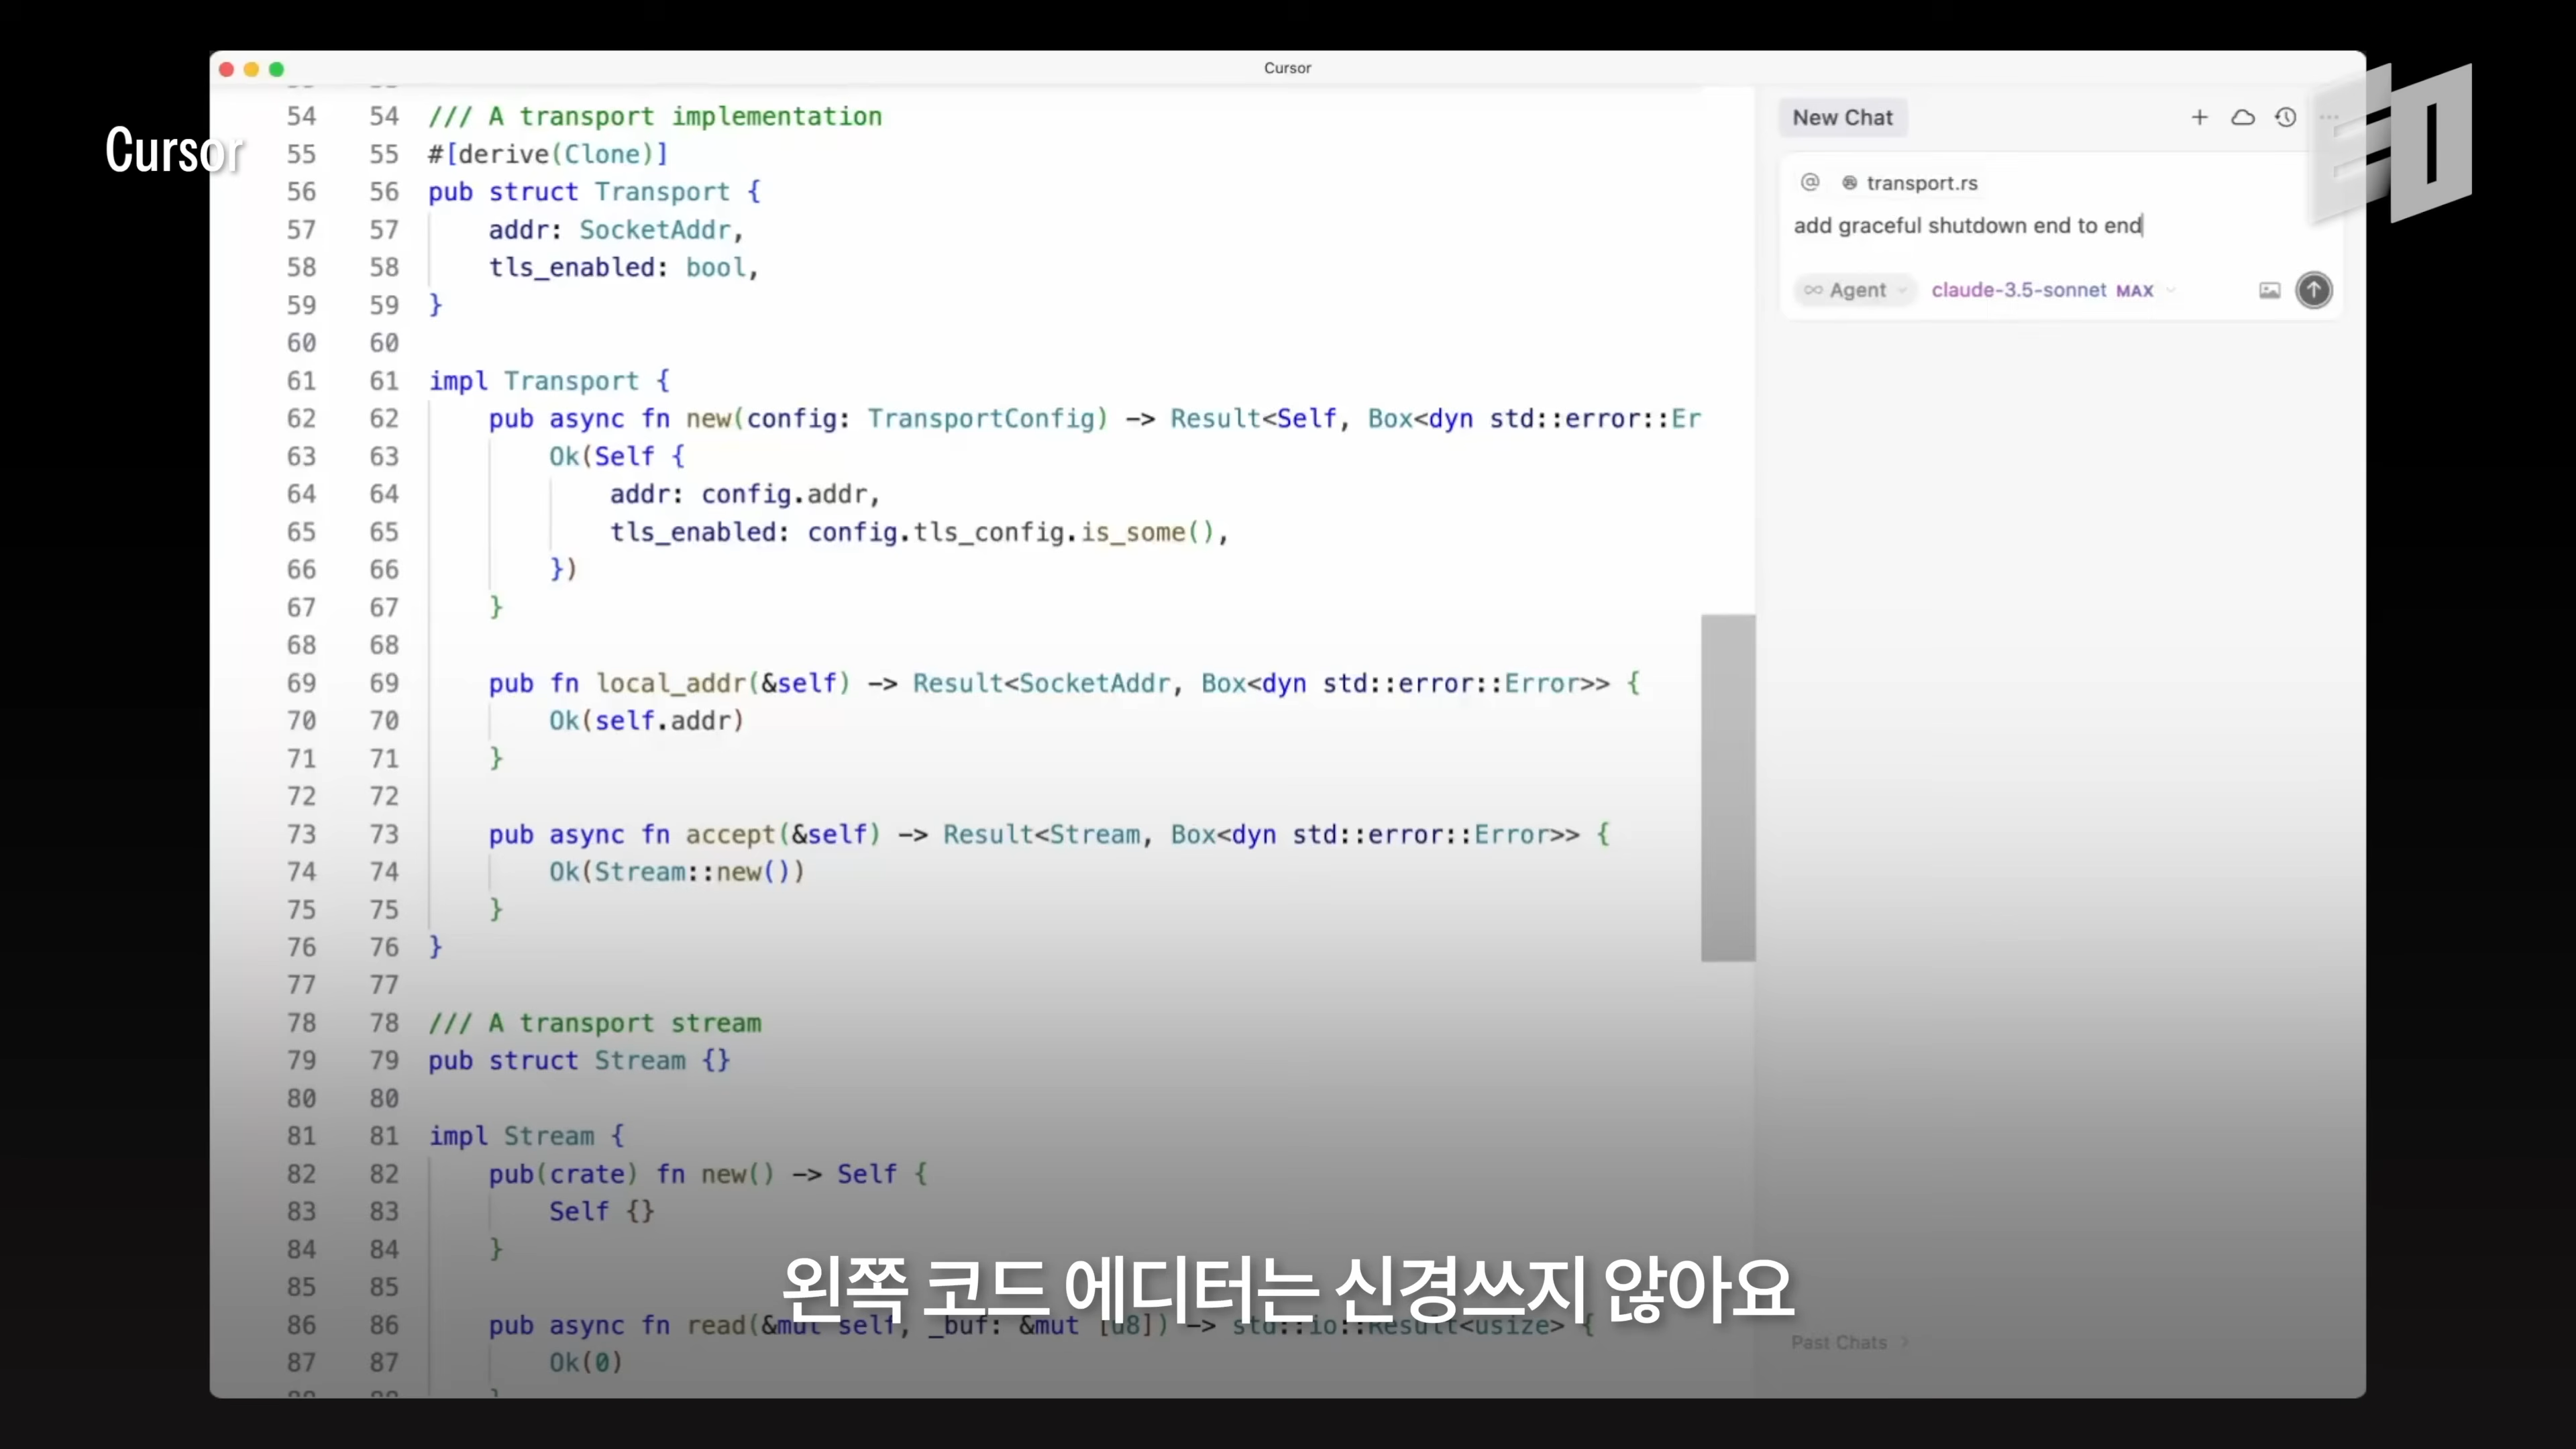 Cursor
Cursor
54 54 /// A transport implementation
55 55 #[derive(Clone)]
56 56 pub struct Transport {
57 57 addr: SocketAddr,
58 58 tls_enabled: bool,
59 59 }
60 60
61 61 impl Transport {
62 62 pub async fn new(config: TransportConfig) -> Result<Self, Box<dyn std::error::Er
63 63 Ok(Self {
64 64 addr: config.addr,
65 65 tls_enabled: config.tls_config.is_some(),
66 66 })
67 67 }
68 68
69 69 pub fn local_addr(&self) -> Result<SocketAddr, Box<dyn std::error::Error>> {
70 70 Ok(self.addr)
71 71 }
72 72
73 73 pub async fn accept(&self) -> Result<Stream, Box<dyn std::error::Error>> {
74 74 Ok(Stream::new())
75 75 }
76 76 }
77 77
78 78 /// A transport stream
79 79 pub struct Stream {}
80 80
81 81 impl Stream {
82 82 pub(crate) fn new() -> Self {
83 83 Self {}
84 84 }
85 85
86 86 pub async fn read(&mut self, _buf: &mut [u8]) -> std::io::Result<usize> {
87 87 Ok(0)
New Chat
@ transport.rs
add graceful shutdown end to end
Agent claude-3.5-sonnet MAX
Past Chats
왼쪽 코드 에디터는 신경쓰지 않아요